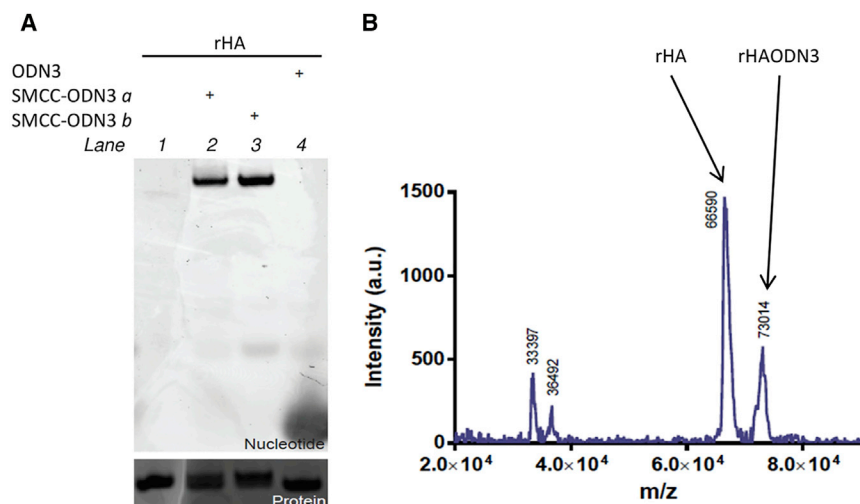 A
rHA
ODN3 +
SMCC-ODN3 a +
SMCC-ODN3 b +
Lane 1 2 3 4
Nucleotide
Protein
B
rHA rHAODN3
1500
1000
500
0
Intensity (a.u.)
33397
36492
66590
73014
2.0×10⁴ 4.0×10⁴ 6.0×10⁴ 8.0×10⁴
m/z